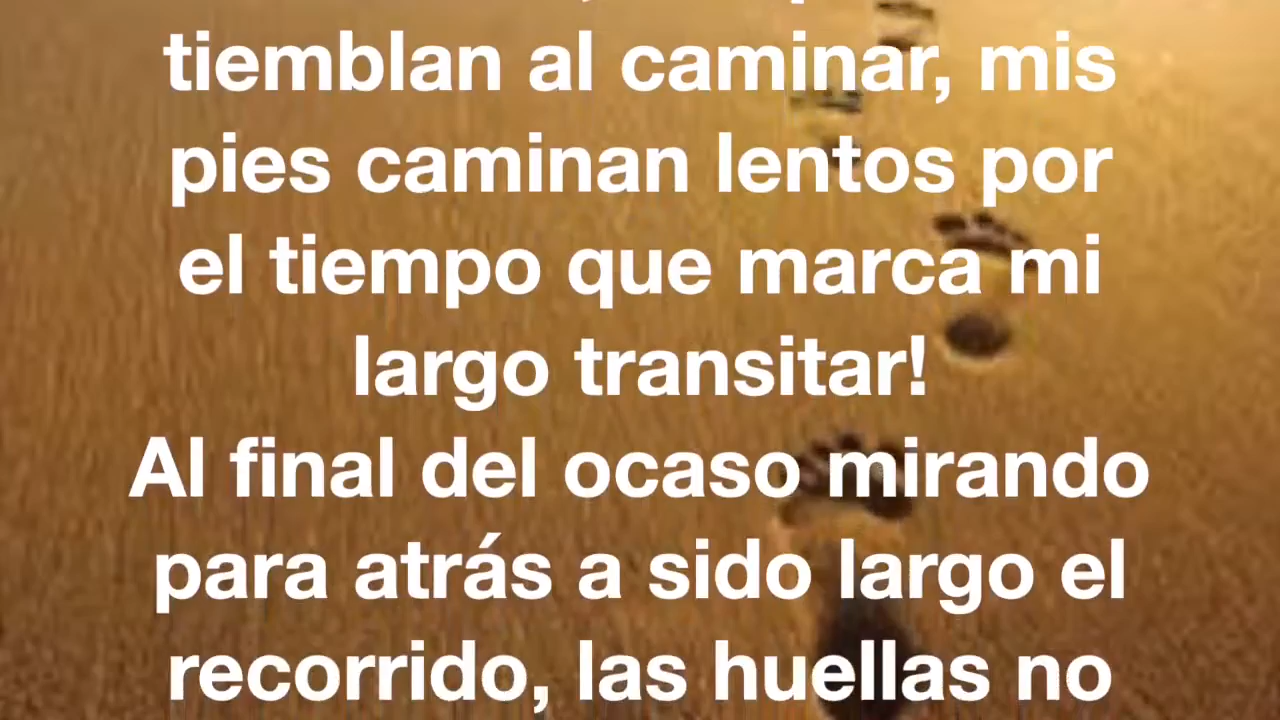 tiemblan al caminar, mis
pies caminan lentos por
el tiempo que marca mi
largo transitar!
Al final del ocaso mirando
para atrás a sido largo el
recorrido, las huellas no